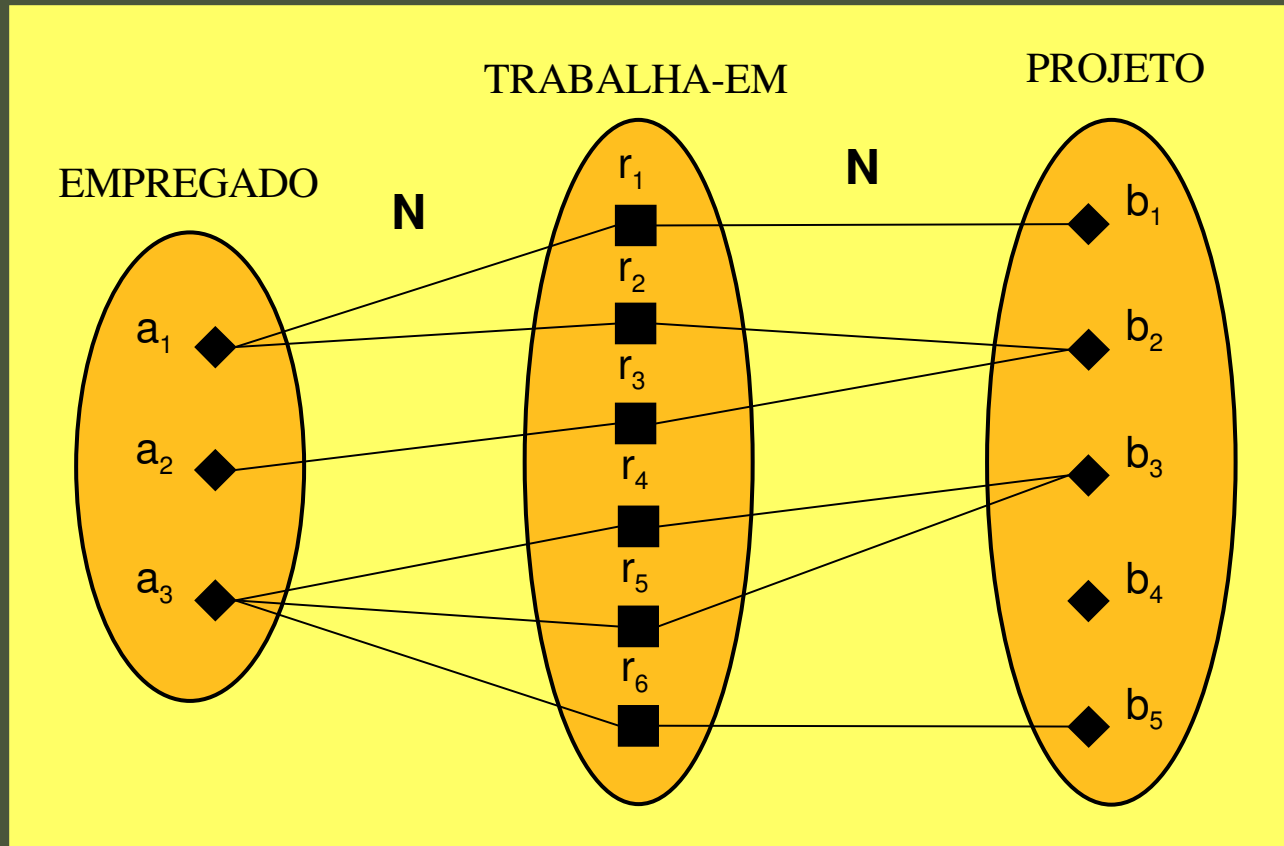 TRABALHA-EM
PROJETO
EMPREGADO
N
N
r₁
b₁
r₂
a₁
b₂
r₃
a₂
b₃
r₄
a₃
r₅
b₄
r₆
b₅